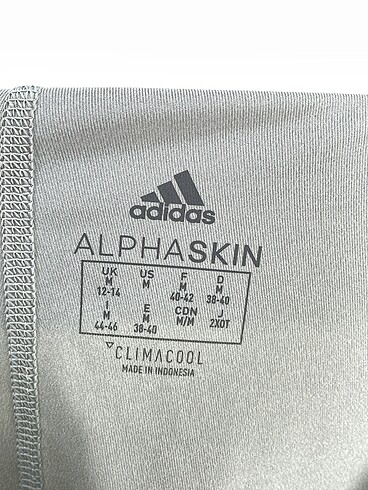 adidas
ALPHASKIN
UK US F D
M M M M
12-14 40-42 38-40
I E CDN J
M M M/M 2XOT
44-46 38-40
CLIMACOOL
MADE IN INDONESIA